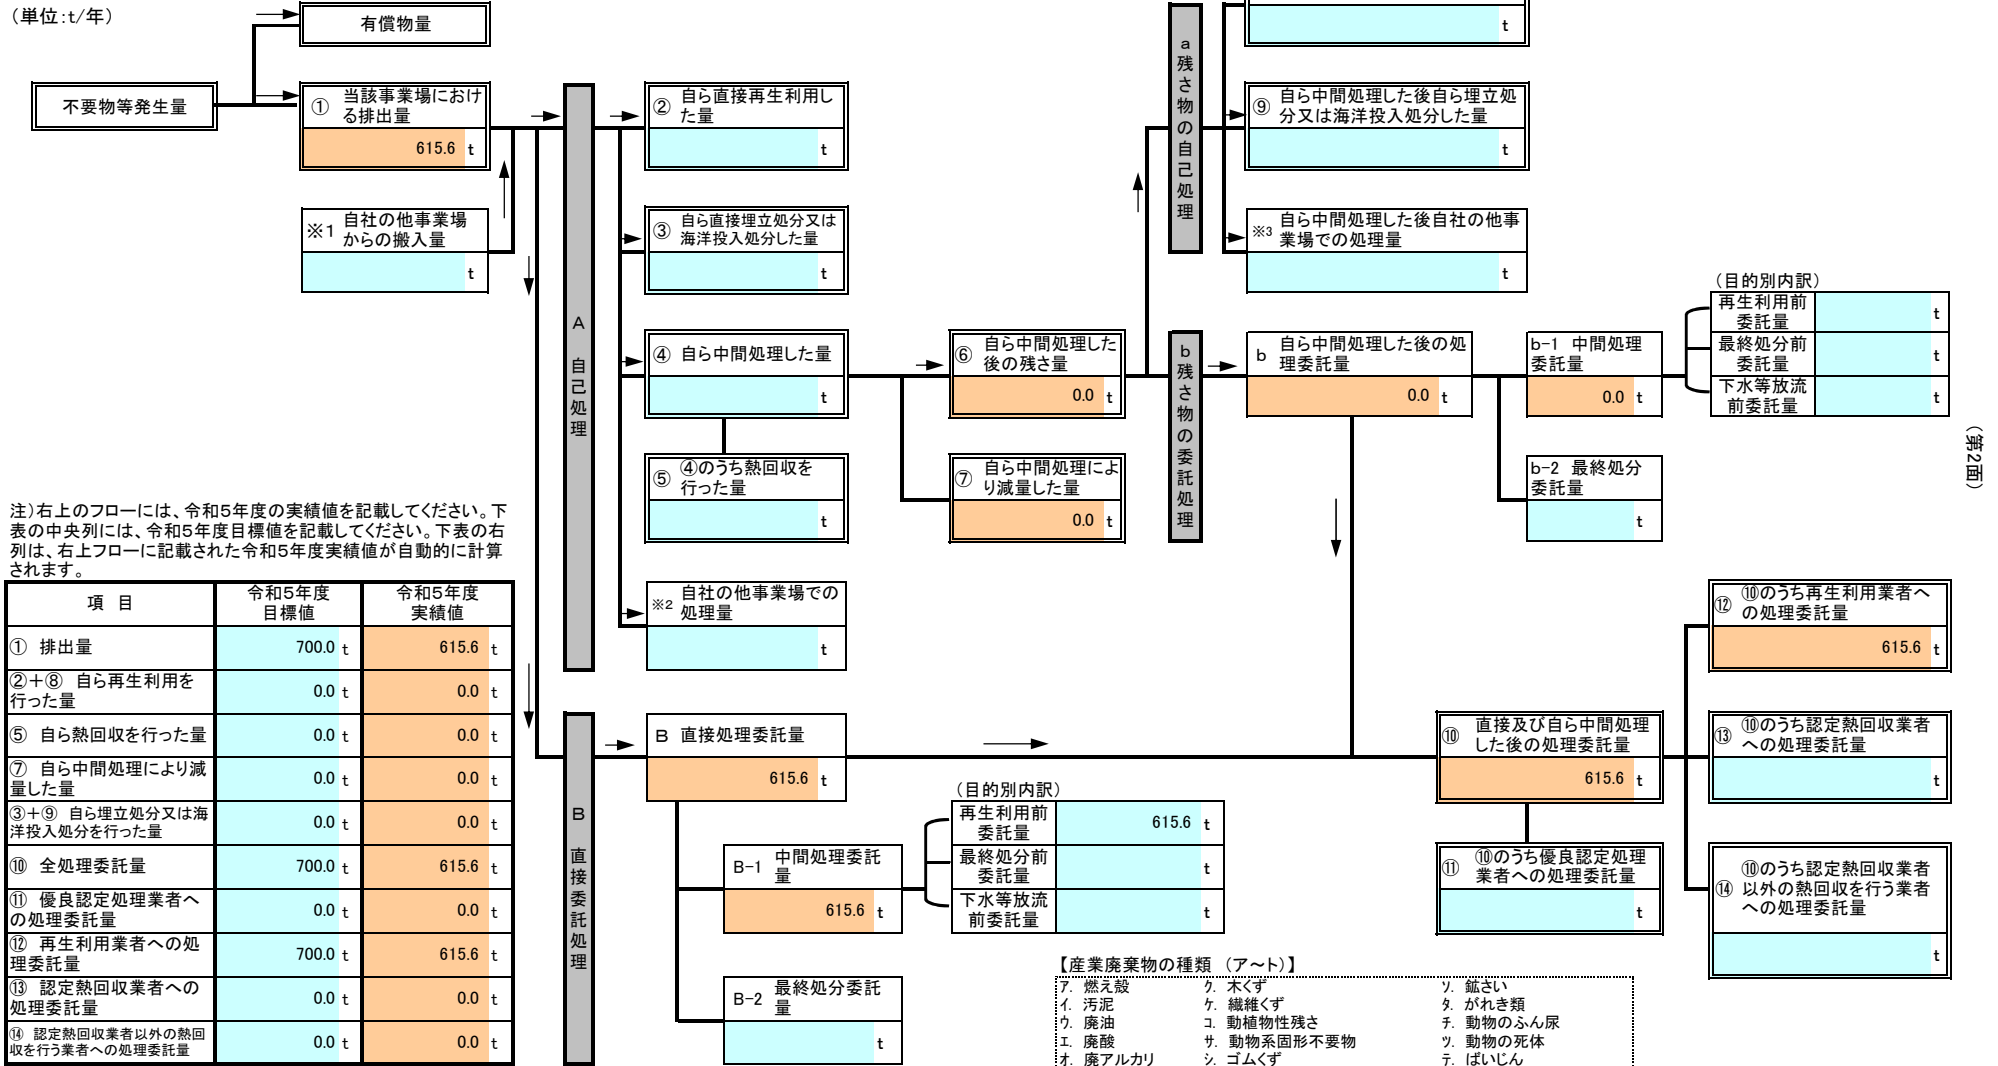 （単位:t/年）
有償物量
t
不要物等発生量
① 当該事業場におけ
る排出量
615.6 t
※1 自社の他事業場
からの搬入量
t
A 自己処理
② 自ら直接再生利用し
た量
t
③ 自ら直接埋立処分又は
海洋投入処分した量
t
④ 自ら中間処理した量
t
⑤ ④のうち熱回収を
行った量
t
※2 自社の他事業場での
処理量
t
⑥ 自ら中間処理した
後の残さ量
0.0 t
⑦ 自ら中間処理によ
り減量した量
0.0 t
a 残さ物の自己処理
⑨ 自ら中間処理した後自ら埋立処
分又は海洋投入処分した量
t
※3 自ら中間処理した後自社の他事
業場での処理量
t
b 残さ物の委託処理
b 自ら中間処理した後の処
理委託量
0.0 t
b-1 中間処理
委託量
0.0 t
b-2 最終処分
委託量
t
（目的別内訳）
再生利用前
委託量 t
最終処分前
委託量 t
下水等放流
前委託量 t
（第2面）
注）右上のフローには、令和5年度の実績値を記載してください。下
表の中央列には、令和5年度目標値を記載してください。下表の右
列は、右上フローに記載された令和5年度実績値が自動的に計算
されます。
項 目 令和5年度
目標値 令和5年度
実績値
① 排出量 700.0 t 615.6 t
②＋⑧ 自ら再生利用を
行った量 0.0 t 0.0 t
⑤ 自ら熱回収を行った量 0.0 t 0.0 t
⑦ 自ら中間処理により減
量した量 0.0 t 0.0 t
③＋⑨ 自ら埋立処分又は海
洋投入処分を行った量 0.0 t 0.0 t
⑩ 全処理委託量 700.0 t 615.6 t
⑪ 優良認定処理業者へ
の処理委託量 0.0 t 0.0 t
⑫ 再生利用業者への処
理委託量 700.0 t 615.6 t
⑬ 認定熱回収業者への
処理委託量 0.0 t 0.0 t
⑭ 認定熱回収業者以外の熱回
収を行う業者への処理委託量 0.0 t 0.0 t
B 直接委託処理
B 直接処理委託量
615.6 t
B-1 中間処理委託
量
615.6 t
B-2 最終処分委託
量
t
（目的別内訳）
再生利用前
委託量 615.6 t
最終処分前
委託量 t
下水等放流
前委託量 t
⑩ 直接及び自ら中間処理
した後の処理委託量
615.6 t
⑪ ⑩のうち優良認定処理
業者への処理委託量
t
⑫ ⑩のうち再生利用業者へ
の処理委託量
615.6 t
⑬ ⑩のうち認定熱回収業者
への処理委託量
t
⑭ ⑩のうち認定熱回収業者
以外の熱回収を行う業者
への処理委託量
t
【産業廃棄物の種類 （ア～ト）】
ア. 燃え殻 ク. 木くず ソ. 鉱さい
イ. 汚泥 ケ. 繊維くず タ. がれき類
ウ. 廃油 コ. 動植物性残さ チ. 動物のふん尿
エ. 廃酸 サ. 動物系固形不要物 ツ. 動物の死体
オ. 廃アルカリ シ. ゴムくず テ. ばいじん